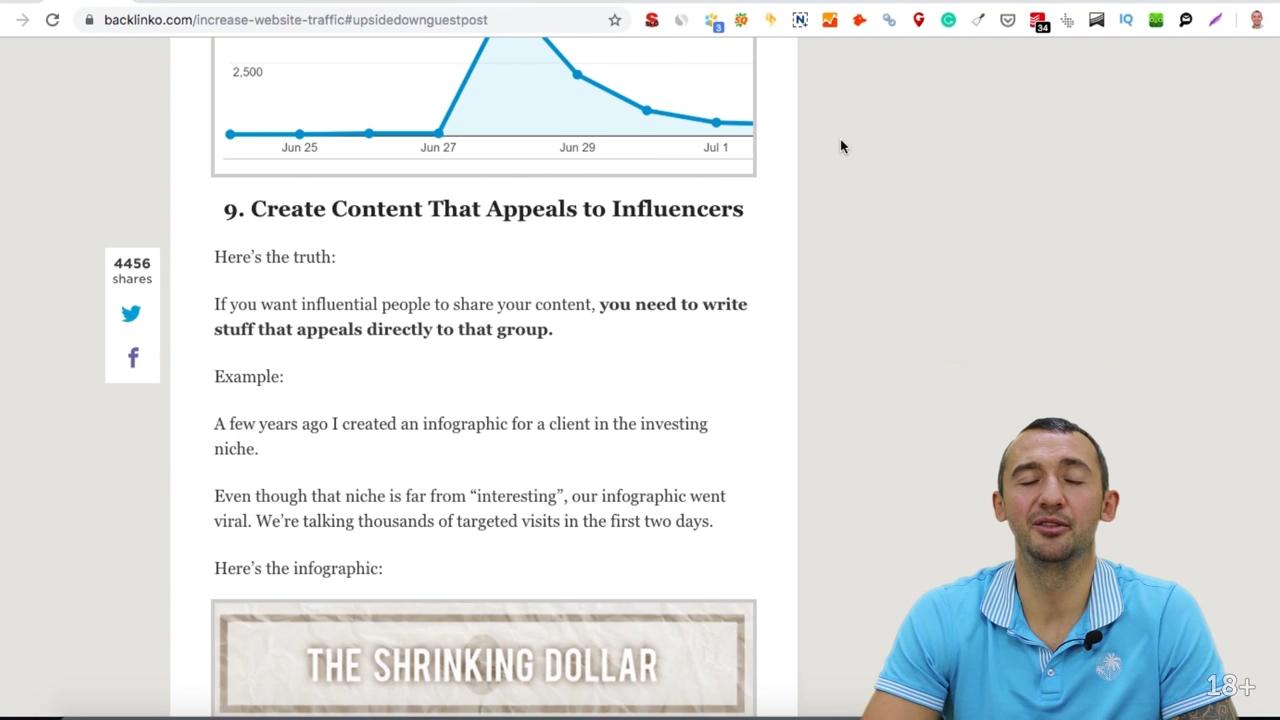 backlinko.com/increase-website-traffic#upsidedownguestpost
3
34
IQ
2,500
Jun 25
Jun 27
Jun 29
Jul 1
9. Create Content That Appeals to Influencers
Here’s the truth:
4456
shares
If you want influential people to share your content, you need to write
stuff that appeals directly to that group.
Example:
A few years ago I created an infographic for a client in the investing
niche.
Even though that niche is far from “interesting”, our infographic went
viral. We’re talking thousands of targeted visits in the first two days.
Here’s the infographic:
THE SHRINKING DOLLAR
18+